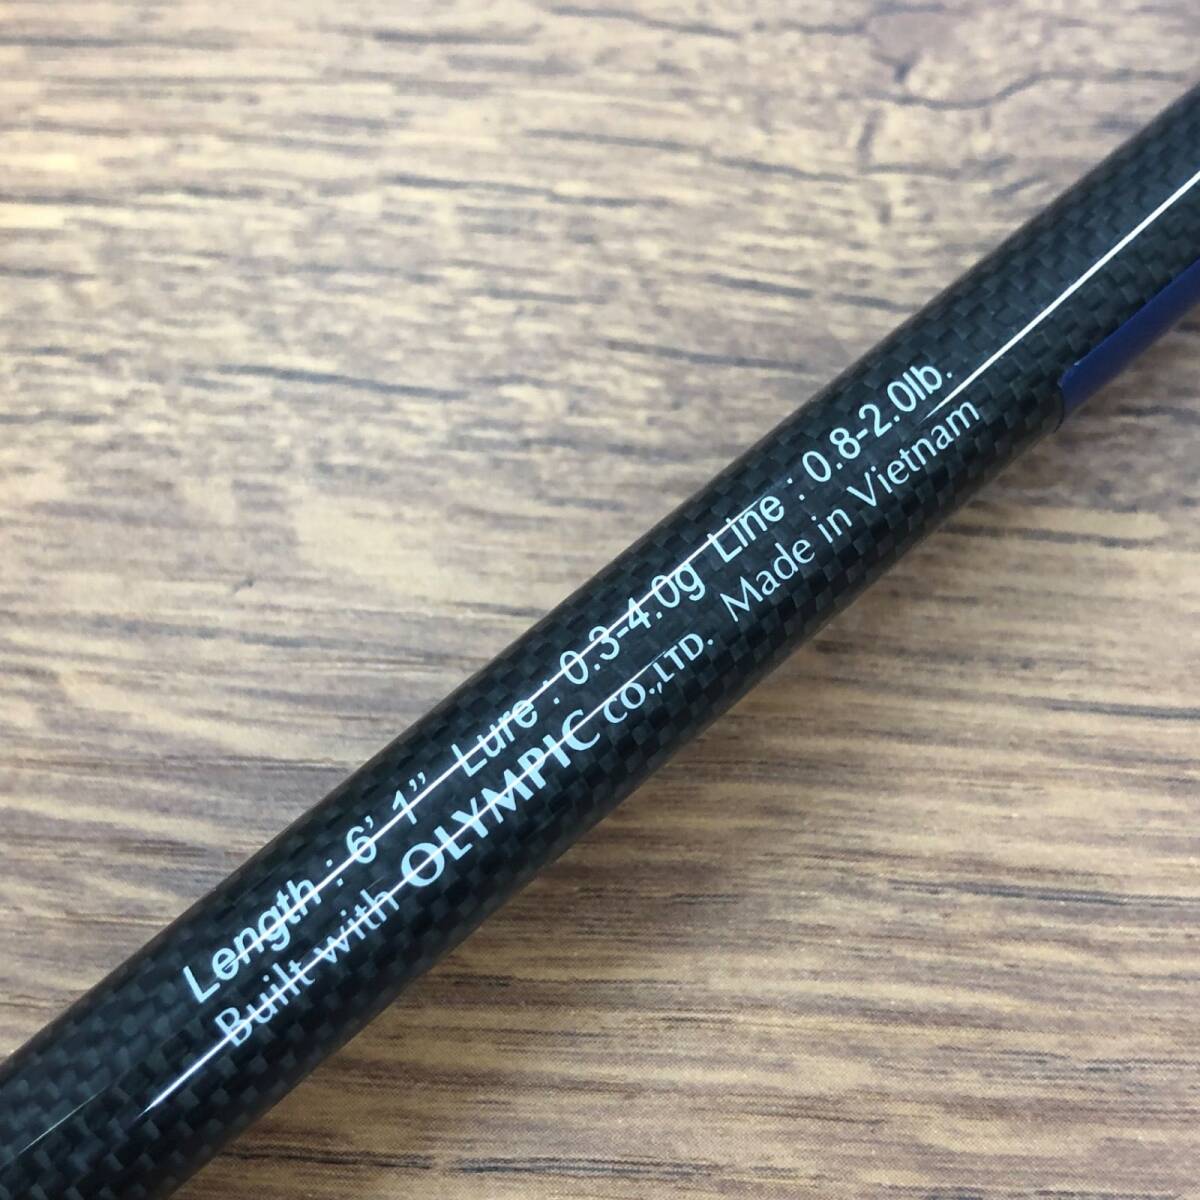 Length : 6' 1” Lure : 0.3-4.0g Line : 0.8-2.0lb.
Built with OLYMPIC CO.,LTD. Made in Vietnam